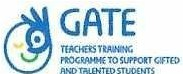 GATE
TEACHERS TRAINING
PROGRAMME TO SUPPORT GIFTED
AND TALENTED STUDENTS